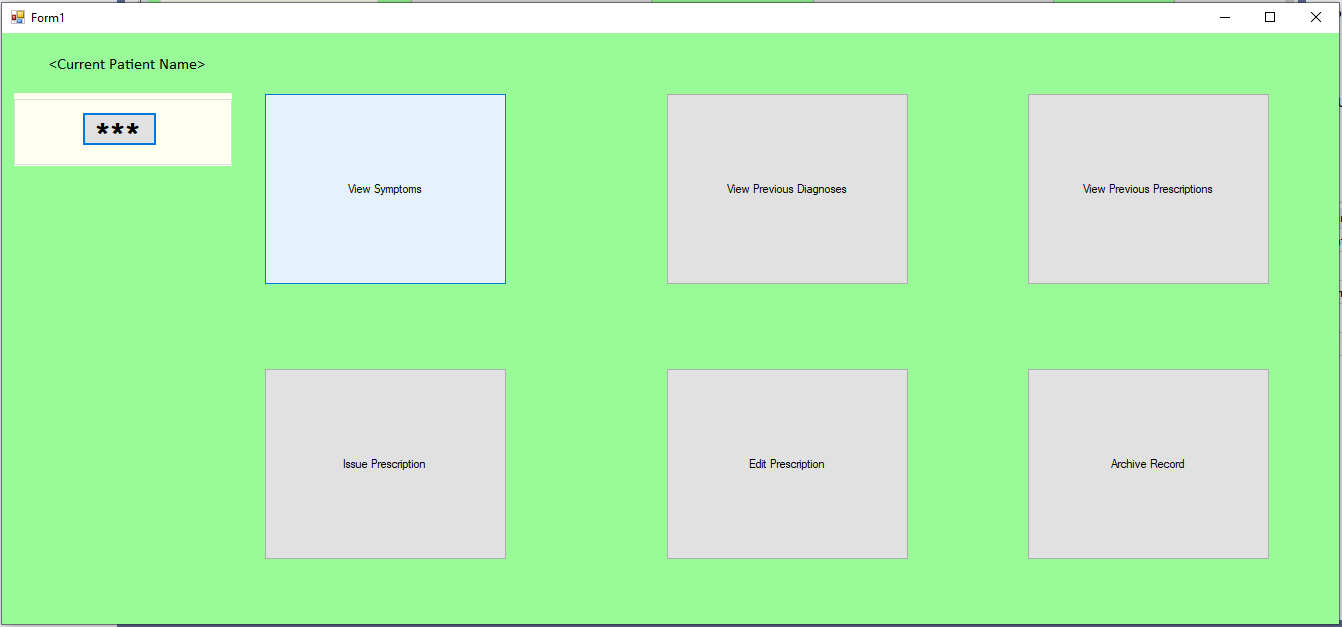 Form1
<Current Patient Name>
***
View Symptoms
View Previous Diagnoses
View Previous Prescriptions
Issue Prescription
Edit Prescription
Archive Record